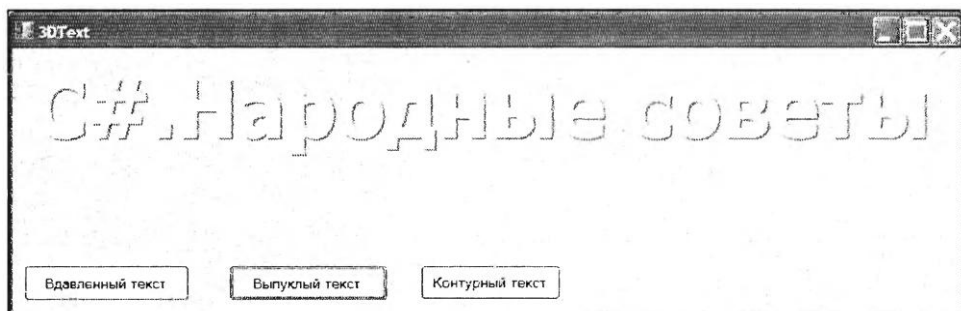 3DText
C#.Народные советы
Вдавленный текст Выпуклый текст Контурный текст